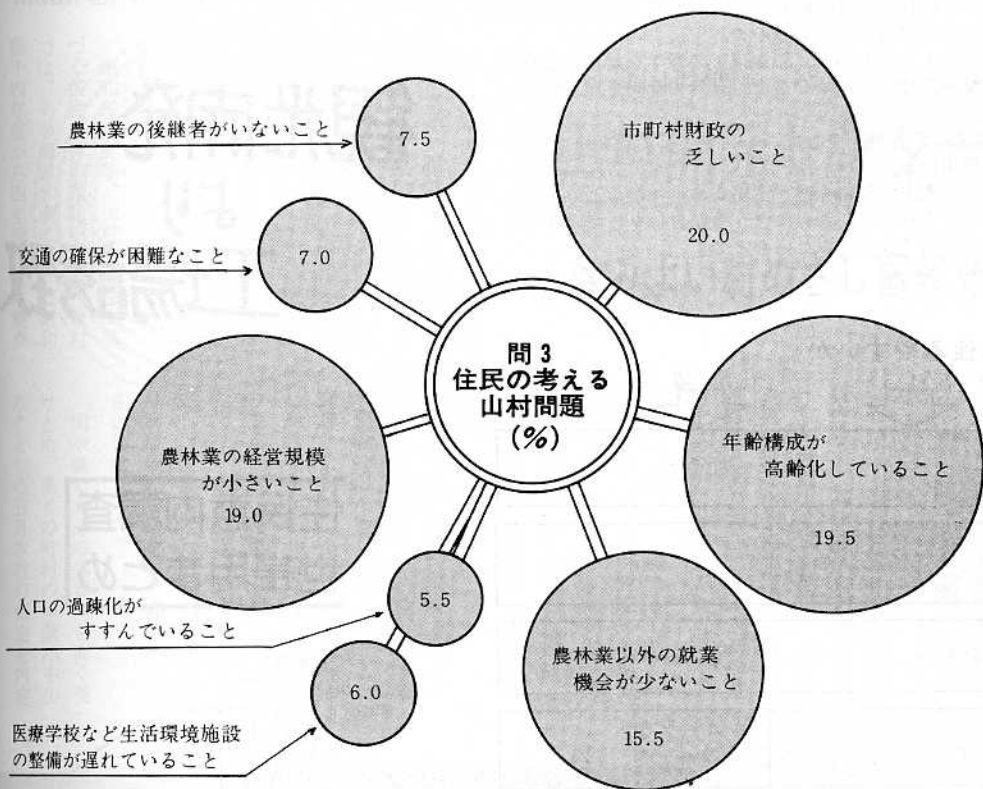 農林業の後継者がいないこと
7.5
市町村財政の
乏しいこと
20.0
交通の確保が困難なこと
7.0
問3
住民の考える
山村問題
(%)
農林業の経営規模
が小さいこと
19.0
年齢構成が
高齢化していること
19.5
人口の過疎化が
すすんでいること
5.5
農林業以外の就業
機会が少ないこと
15.5
医療学校など生活環境施設
の整備が遅れていること
6.0